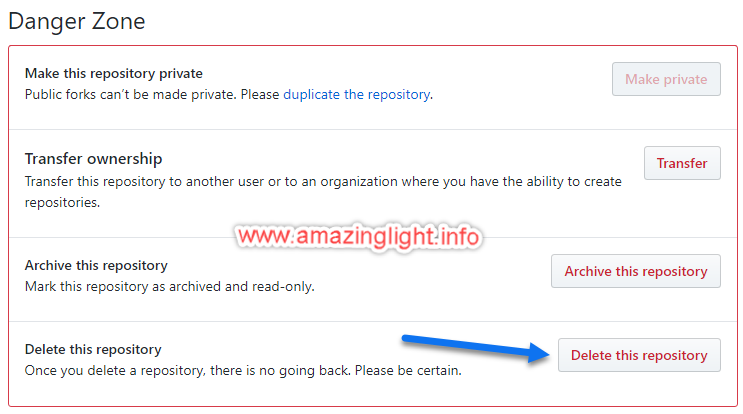 Danger Zone
Make this repository private
Public forks can't be made private. Please duplicate the repository.
Make private
Transfer ownership
Transfer this repository to another user or to an organization where you have the ability to create
repositories.
Transfer
www.amazinglight.info
Archive this repository
Mark this repository as archived and read-only.
Archive this repository
Delete this repository
Once you delete a repository, there is no going back. Please be certain.
Delete this repository